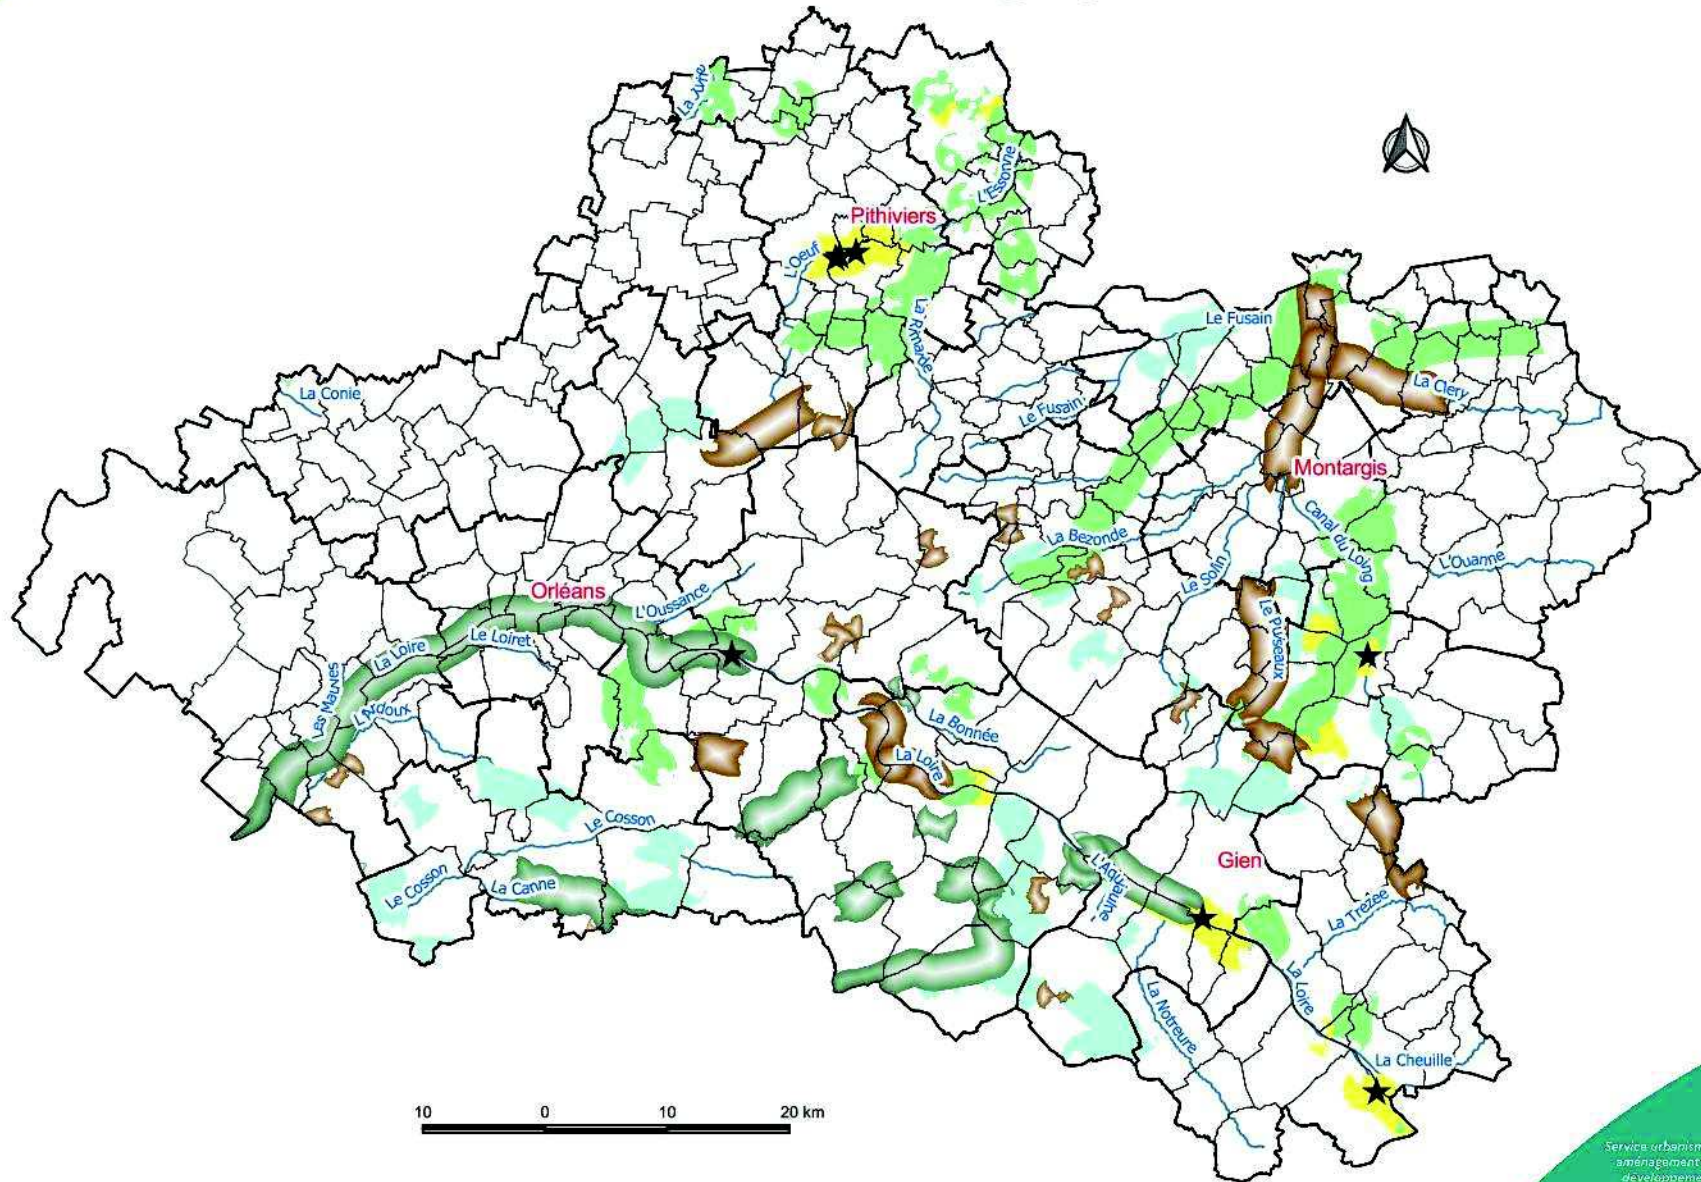 La Juine
L'Essonne
Pithiviers
L'Oeuf
La Rimarde
Le Fusain
La Conie
La Clery
Le Fusain
Montargis
Canal du Loing
La Bezonde
L'Ouanne
Le Solin
Orléans
L'Oussance
Le Puiseaux
Le Loiret
La Loire
Les Mauves
L'Ardoux
La Bonnée
La Loire
Le Cosson
Gien
L'Aquiaulne
Le Cosson
La Canne
La Trézée
La Loire
La Notreure
La Cheuille
10 0 10 20 km
Service urbanisme
aménagement
développeme